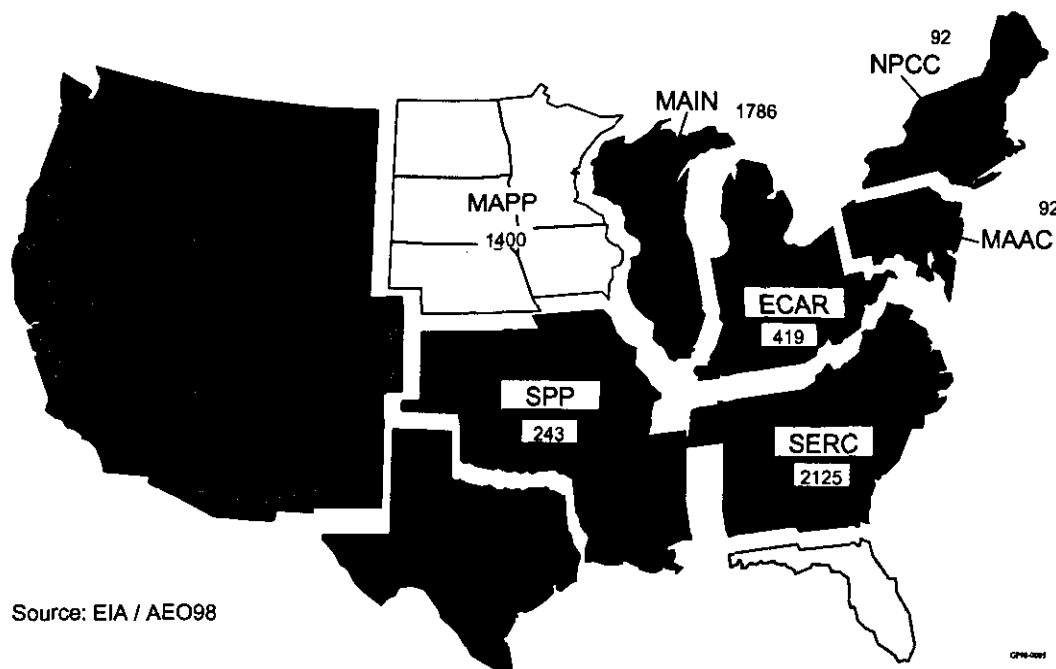 92
NPCC
MAIN 1786
MAPP
1400
92
MAAC
ECAR
419
SPP
243
SERC
2125
Source: EIA / AEO98